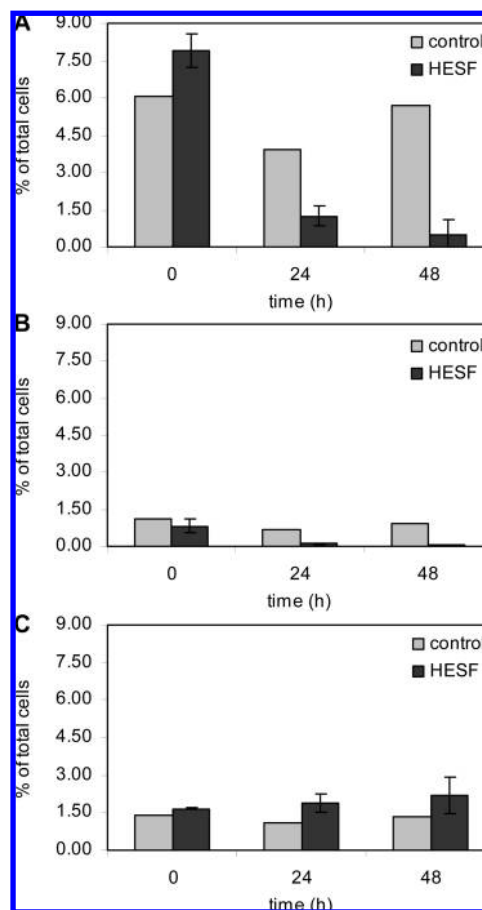 A
9.00
7.50
6.00
4.50
3.00
1.50
0.00
% of total cells
control
HESF
0 24 48
time (h)
B
9.00
7.50
6.00
4.50
3.00
1.50
0.00
% of total cells
control
HESF
0 24 48
time (h)
C
9.00
7.50
6.00
4.50
3.00
1.50
0.00
% of total cells
control
HESF
0 24 48
time (h)